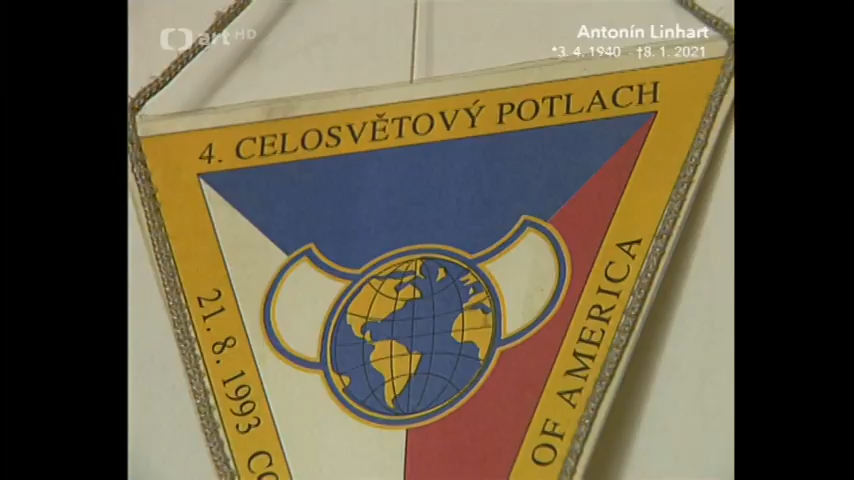 art HD
Antonín Linhart
*3. 4. 1940 †8. 1. 2021
4. CELOSVĚTOVÝ POTLACH
21. 8. 1993
OF AMERICA